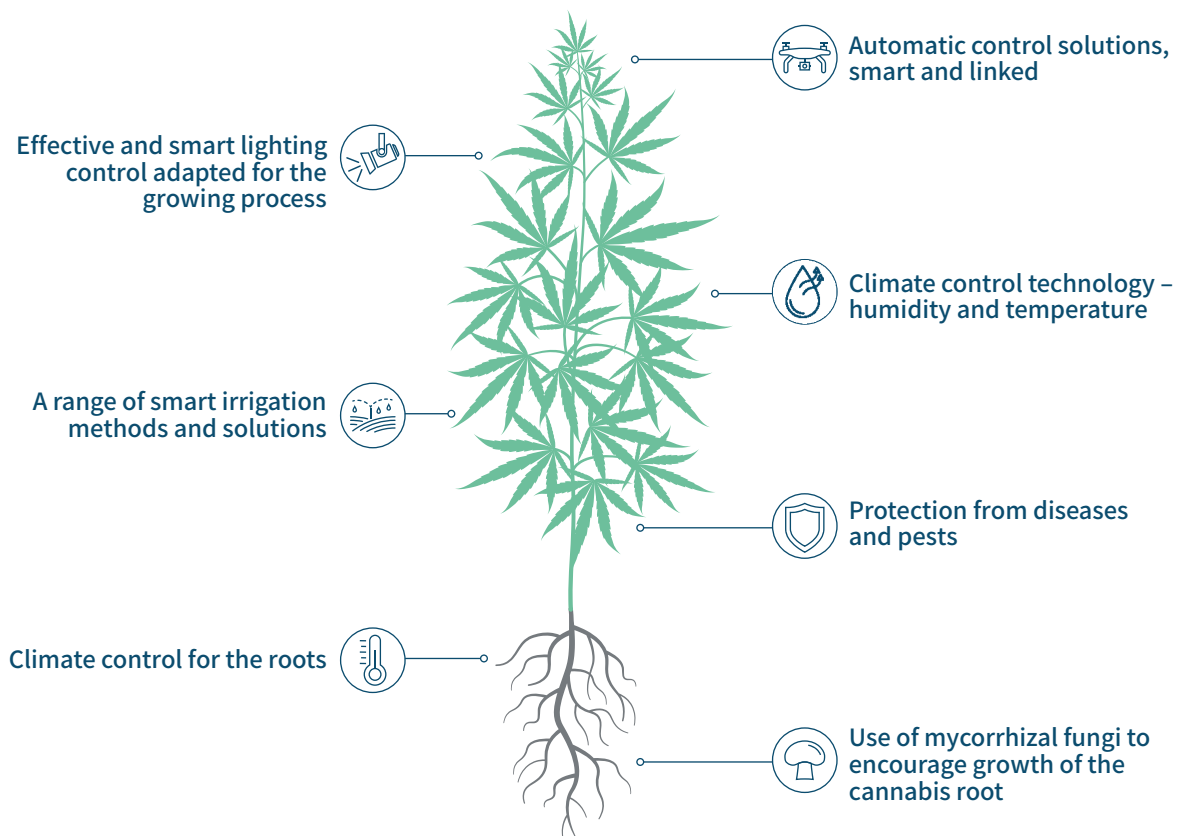 Automatic control solutions,
smart and linked
Effective and smart lighting
control adapted for the
growing process
Climate control technology –
humidity and temperature
A range of smart irrigation
methods and solutions
Protection from diseases
and pests
Climate control for the roots
Use of mycorrhizal fungi to
encourage growth of the
cannabis root